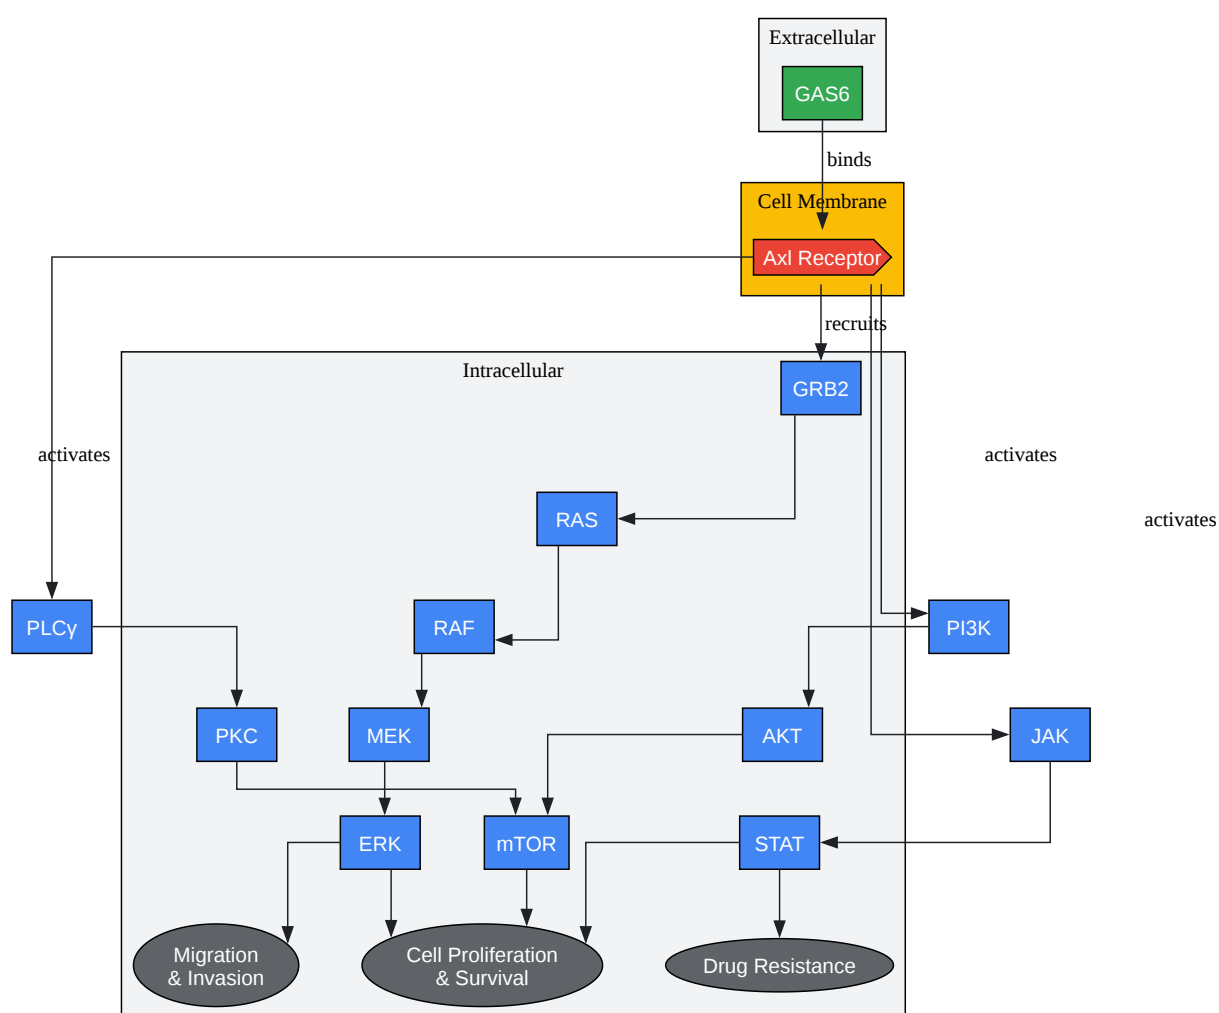 Extracellular
GAS6
binds
Cell Membrane
Axl Receptor
recruits
Intracellular
GRB2
activates
activates
RAS
activates
PLCγ
RAF
PI3K
PKC
MEK
AKT
JAK
ERK
mTOR
STAT
Migration
& Invasion
Cell Proliferation
& Survival
Drug Resistance